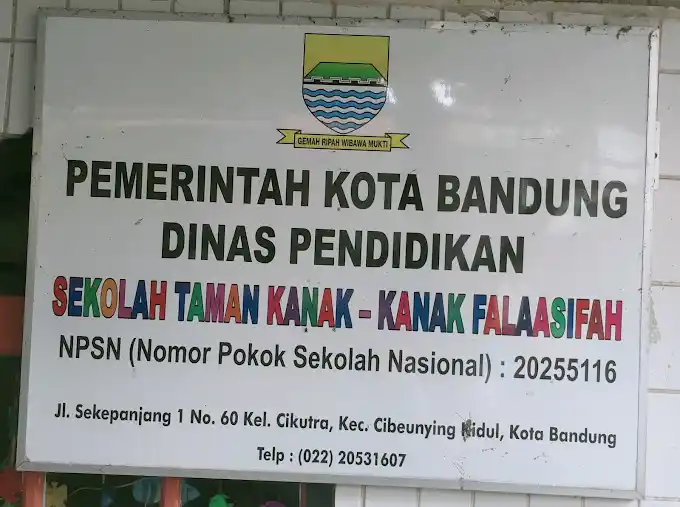 GEMAH RIPAH WIBAWA MUKTI
PEMERINTAH KOTA BANDUNG
DINAS PENDIDIKAN
SEKOLAH TAMAN KANAK - KANAK FALAASIFAH
NPSN (Nomor Pokok Sekolah Nasional) : 20255116
Jl. Sekepanjang 1 No. 60 Kel. Cikutra, Kec. Cibeunying Kidul, Kota Bandung
Telp : (022) 20531607